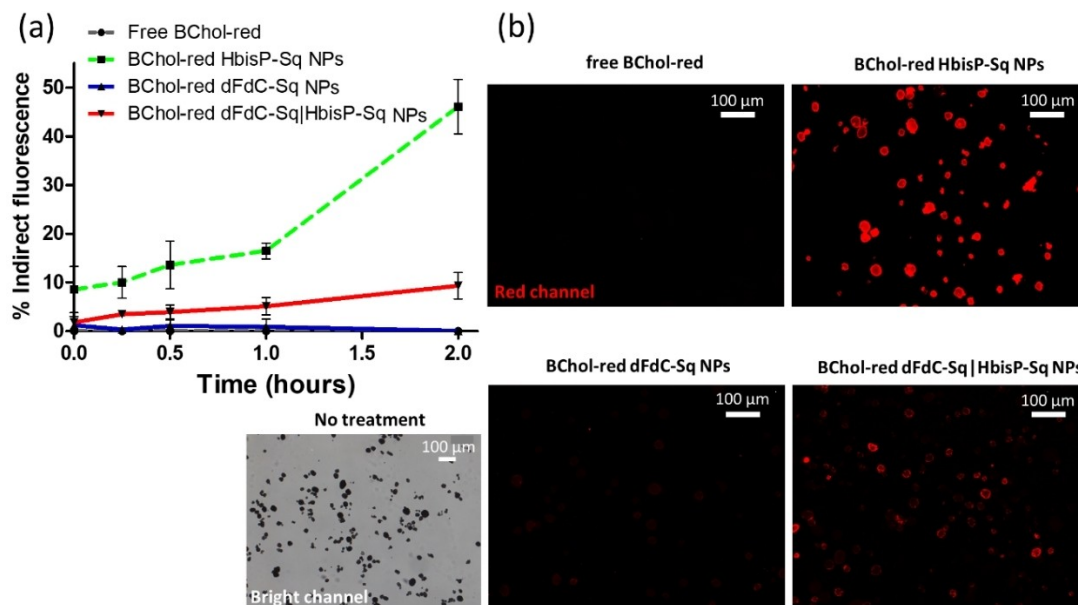 (a)
Free BChol-red
BChol-red HbisP-Sq NPs
BChol-red dFdC-Sq NPs
BChol-red dFdC-Sq|HbisP-Sq NPs
% Indirect fluorescence
50
40
30
20
10
0
0.0
0.5
1.0
1.5
2.0
Time (hours)
No treatment
100 µm
Bright channel
(b)
free BChol-red
100 µm
Red channel
BChol-red HbisP-Sq NPs
100 µm
BChol-red dFdC-Sq NPs
100 µm
BChol-red dFdC-Sq|HbisP-Sq NPs
100 µm